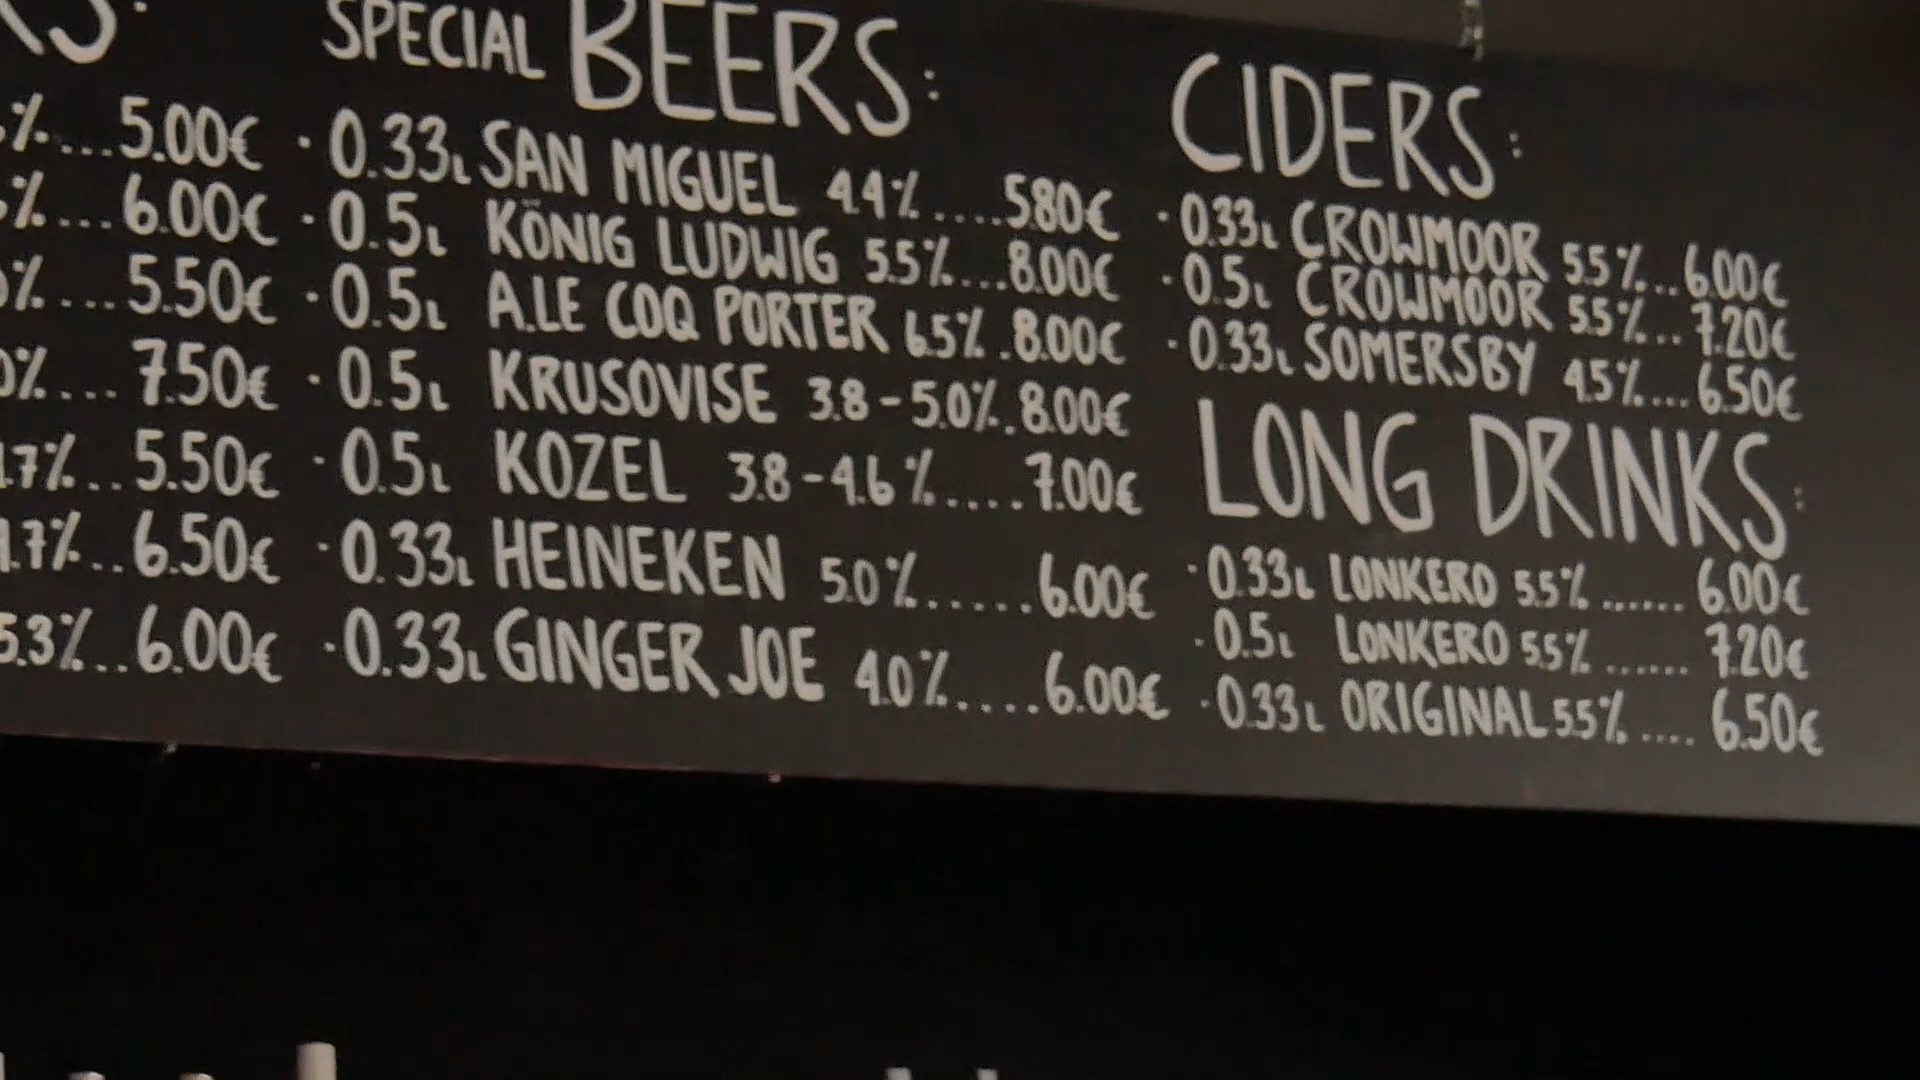 SPECIAL BEERS:
· 0.33L SAN MIGUEL 4.4%....5.80€
· 0.5L KÖNIG LUDWIG 5.5%...8.00€
· 0.5L A.LE COQ PORTER 6.5%.8.00€
· 0.5L KRUSOVISE 3.8-5.0%.8.00€
· 0.5L KOZEL 3.8-4.6%....7.00€
· 0.33L HEINEKEN 5.0%......6.00€
· 0.33L GINGER JOE 4.0%....6.00€
CIDERS:
· 0.33L CROWMOOR 5.5%...6.00€
· 0.5L CROWMOOR 5.5%...7.20€
· 0.33L SOMERSBY 4.5%...6.50€
LONG DRINKS:
· 0.33L LONKERO 5.5%......6.00€
· 0.5L LONKERO 5.5%......7.20€
· 0.33L ORIGINAL 5.5%....6.50€
%...5.00€
%...6.00€
%...5.50€
0%...7.50€
.7%..5.50€
.7%..6.50€
5.3%..6.00€